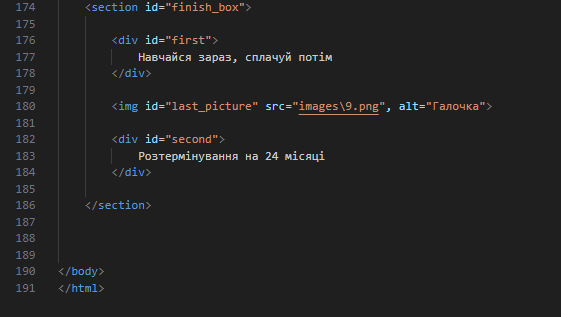 174 <section id="finish_box">
175
176 <div id="first">
177 Навчайся зараз, сплачуй потім
178 </div>
179
180 <img id="last_picture" src="images\9.png", alt="Галочка">
181
182 <div id="second">
183 Розтермінування на 24 місяці
184 </div>
185
186 </section>
187
188
189
190 </body>
191 </html>